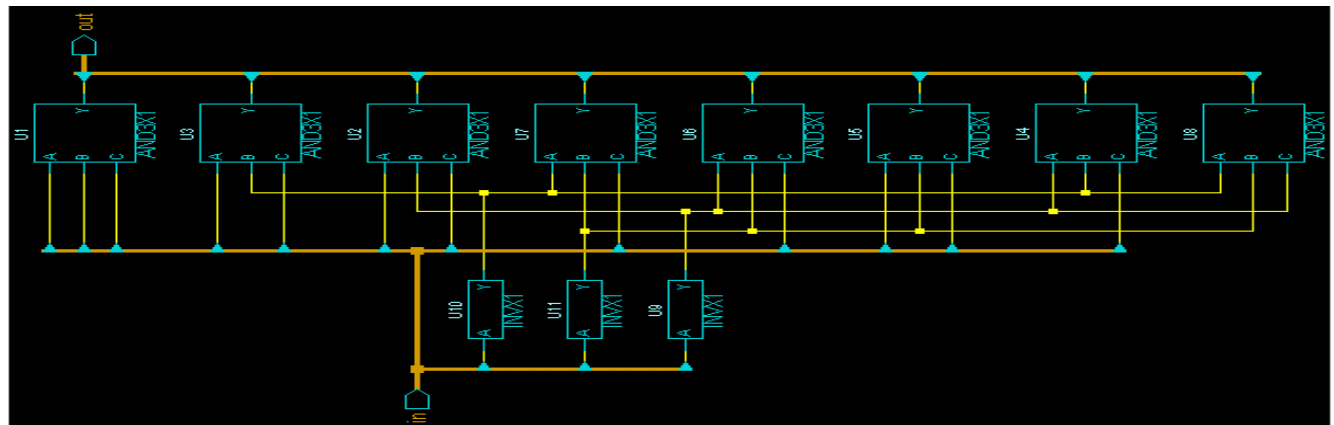 out
U1 A B C Y AND3X1
U3 A B C Y AND3X1
U2 A B C Y AND3X1
U7 A B C Y AND3X1
U6 A B C Y AND3X1
U5 A B C Y AND3X1
U4 A B C Y AND3X1
U8 A B C Y AND3X1
U10 A Y INVX1
U11 A Y INVX1
U9 A Y INVX1
in